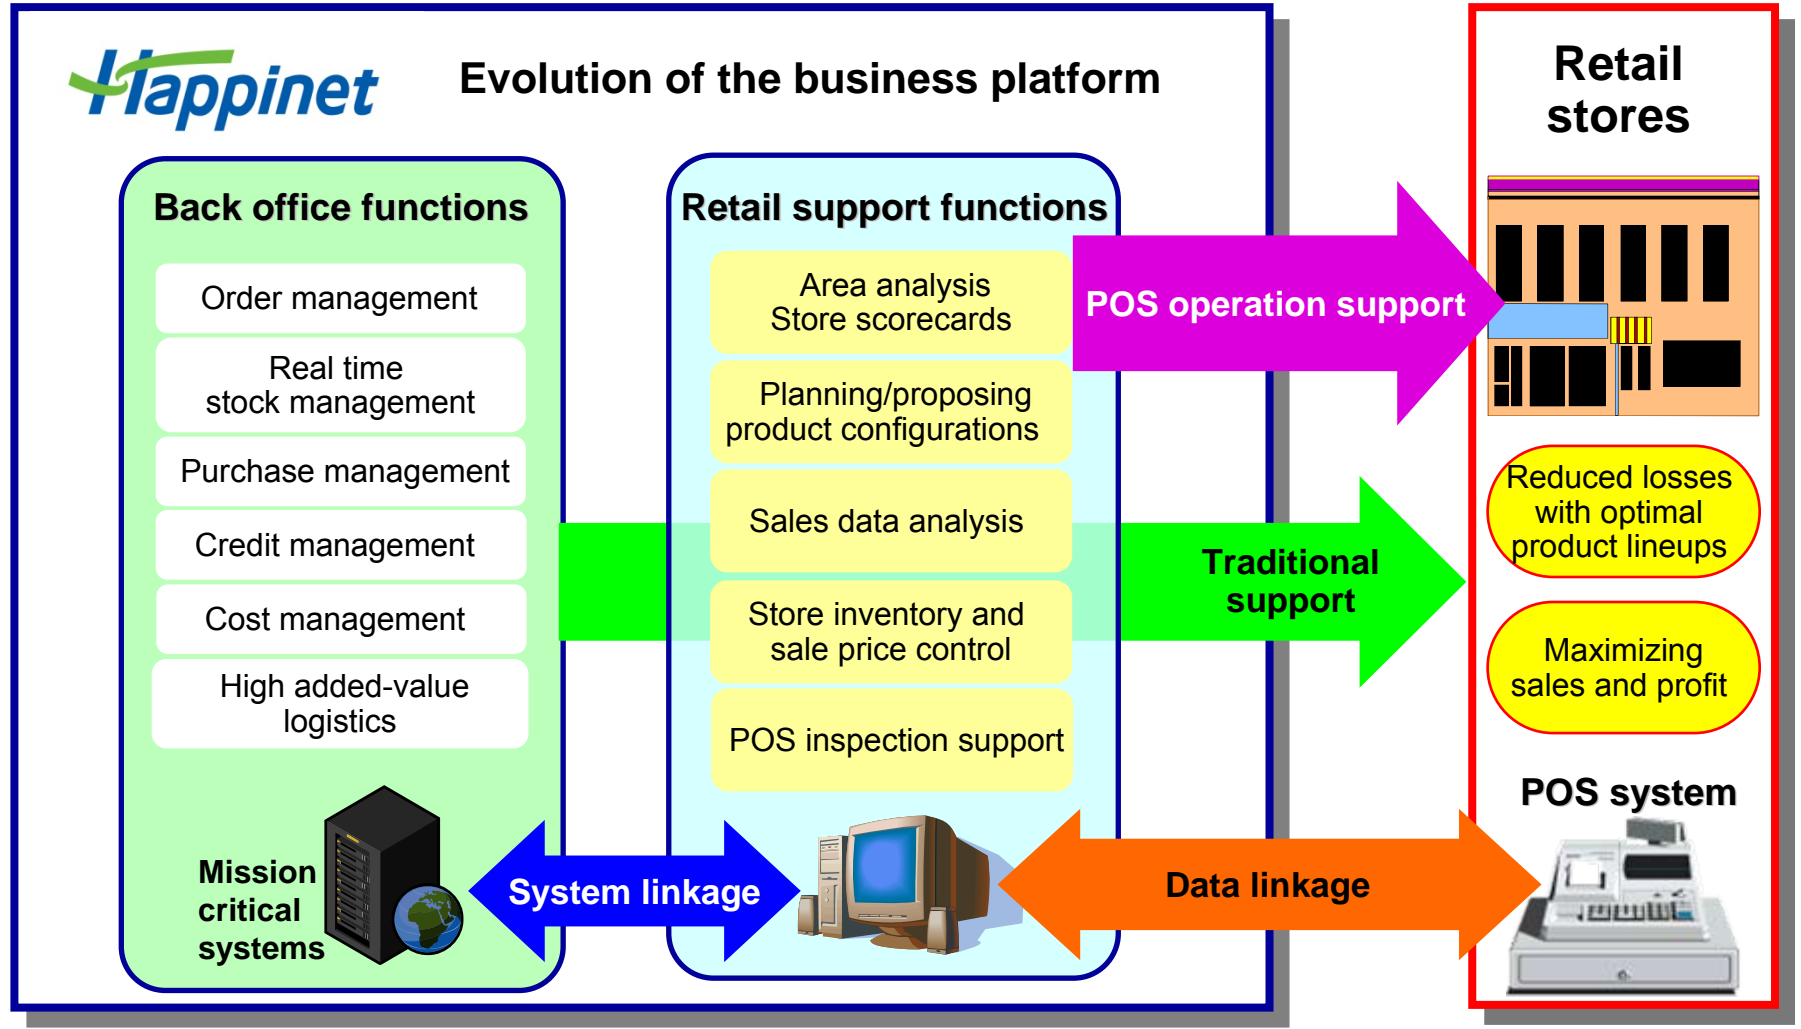 Happinet
Evolution of the business platform
Retail
stores
Back office functions
Order management
Real time
stock management
Purchase management
Credit management
Cost management
High added-value
logistics
Mission
critical
systems
System linkage
Retail support functions
Area analysis
Store scorecards
Planning/proposing
product configurations
Sales data analysis
Store inventory and
sale price control
POS inspection support
POS operation support
Traditional
support
Data linkage
Reduced losses
with optimal
product lineups
Maximizing
sales and profit
POS system